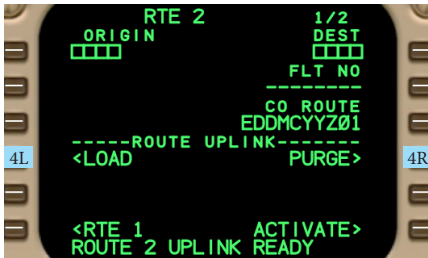 RTE 2 1/2
ORIGIN DEST
□□□□ □□□□
FLT NO
--------
CO ROUTE
EDDMCYYZ01
-----ROUTE UPLINK-------
4L <LOAD PURGE> 4R
<RTE 1 ACTIVATE>
ROUTE 2 UPLINK READY